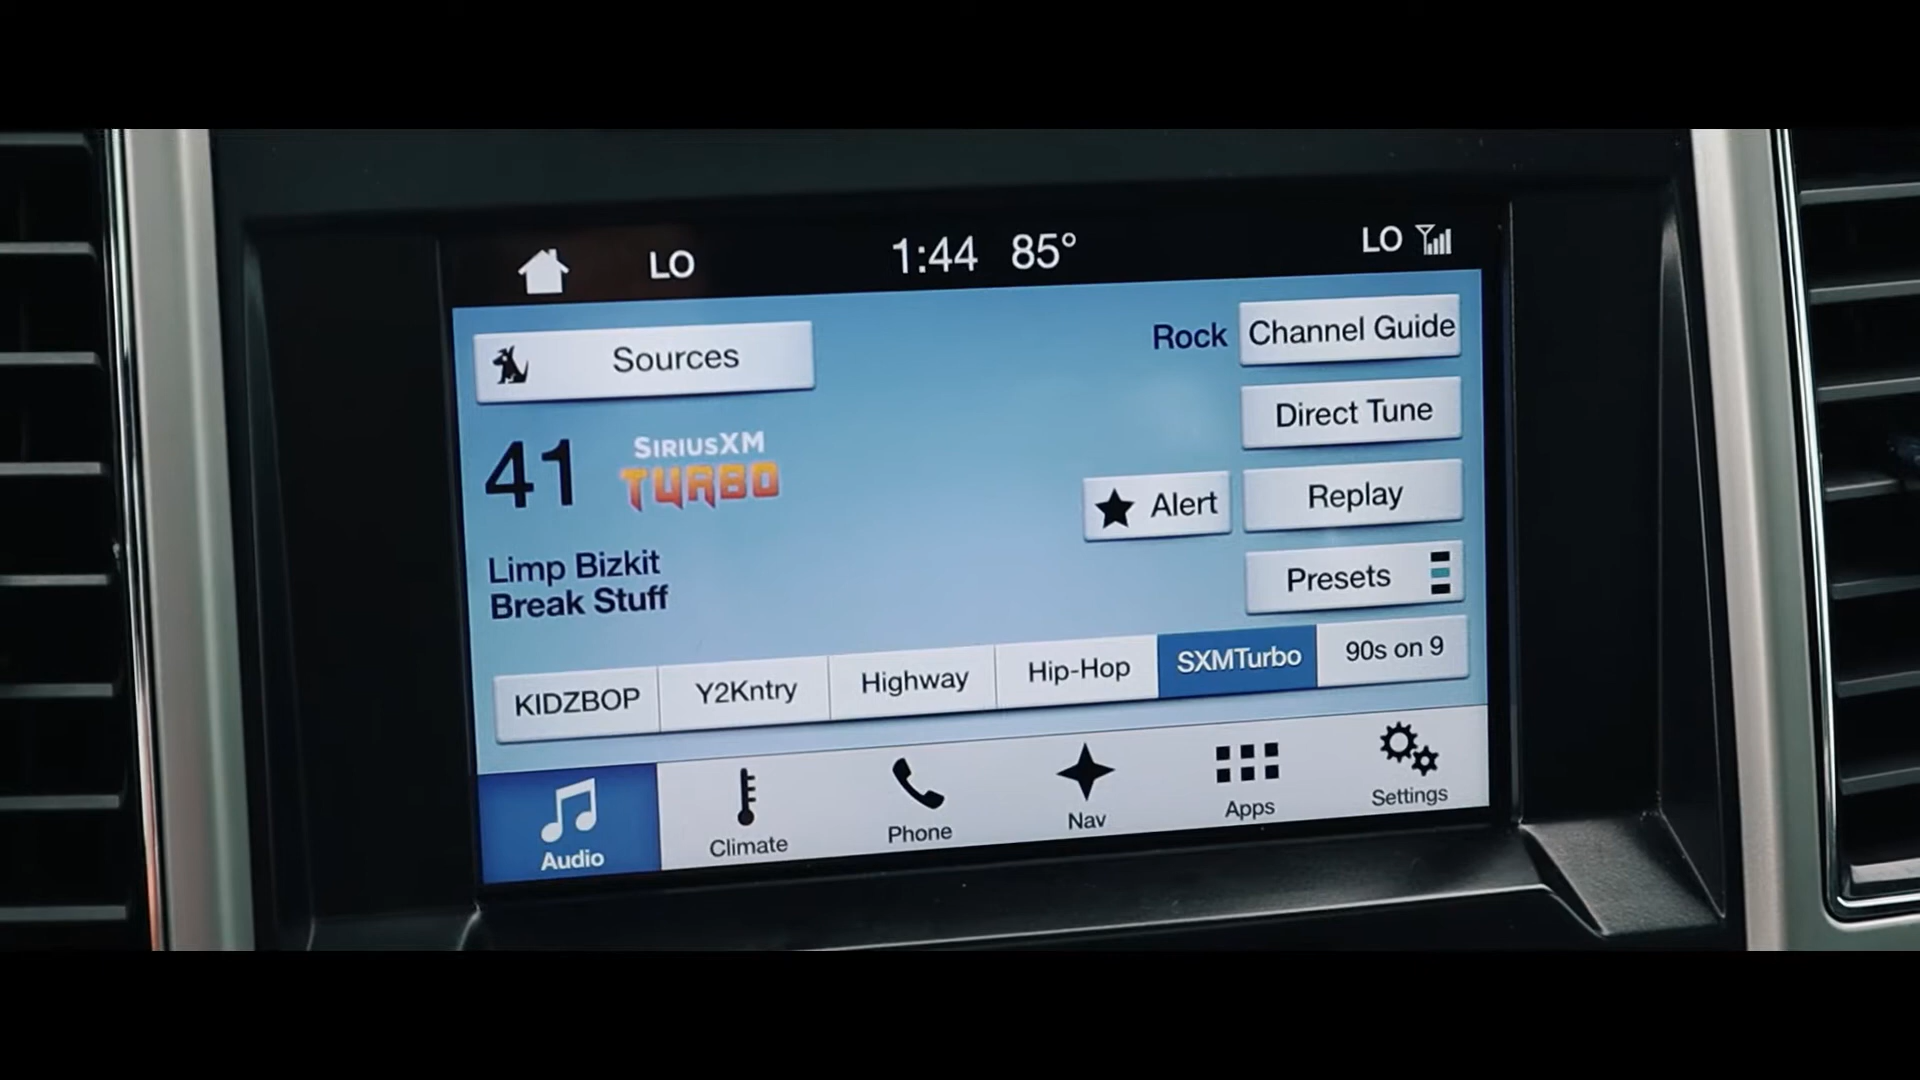 LO 1:44 85° LO
Sources
Rock
Channel Guide
Direct Tune
41
SIRIUSXM
TURBO
Alert
Replay
Limp Bizkit
Break Stuff
Presets
KIDZBOP
Y2Kntry
Highway
Hip-Hop
SXMTurbo
90s on 9
Audio
Climate
Phone
Nav
Apps
Settings